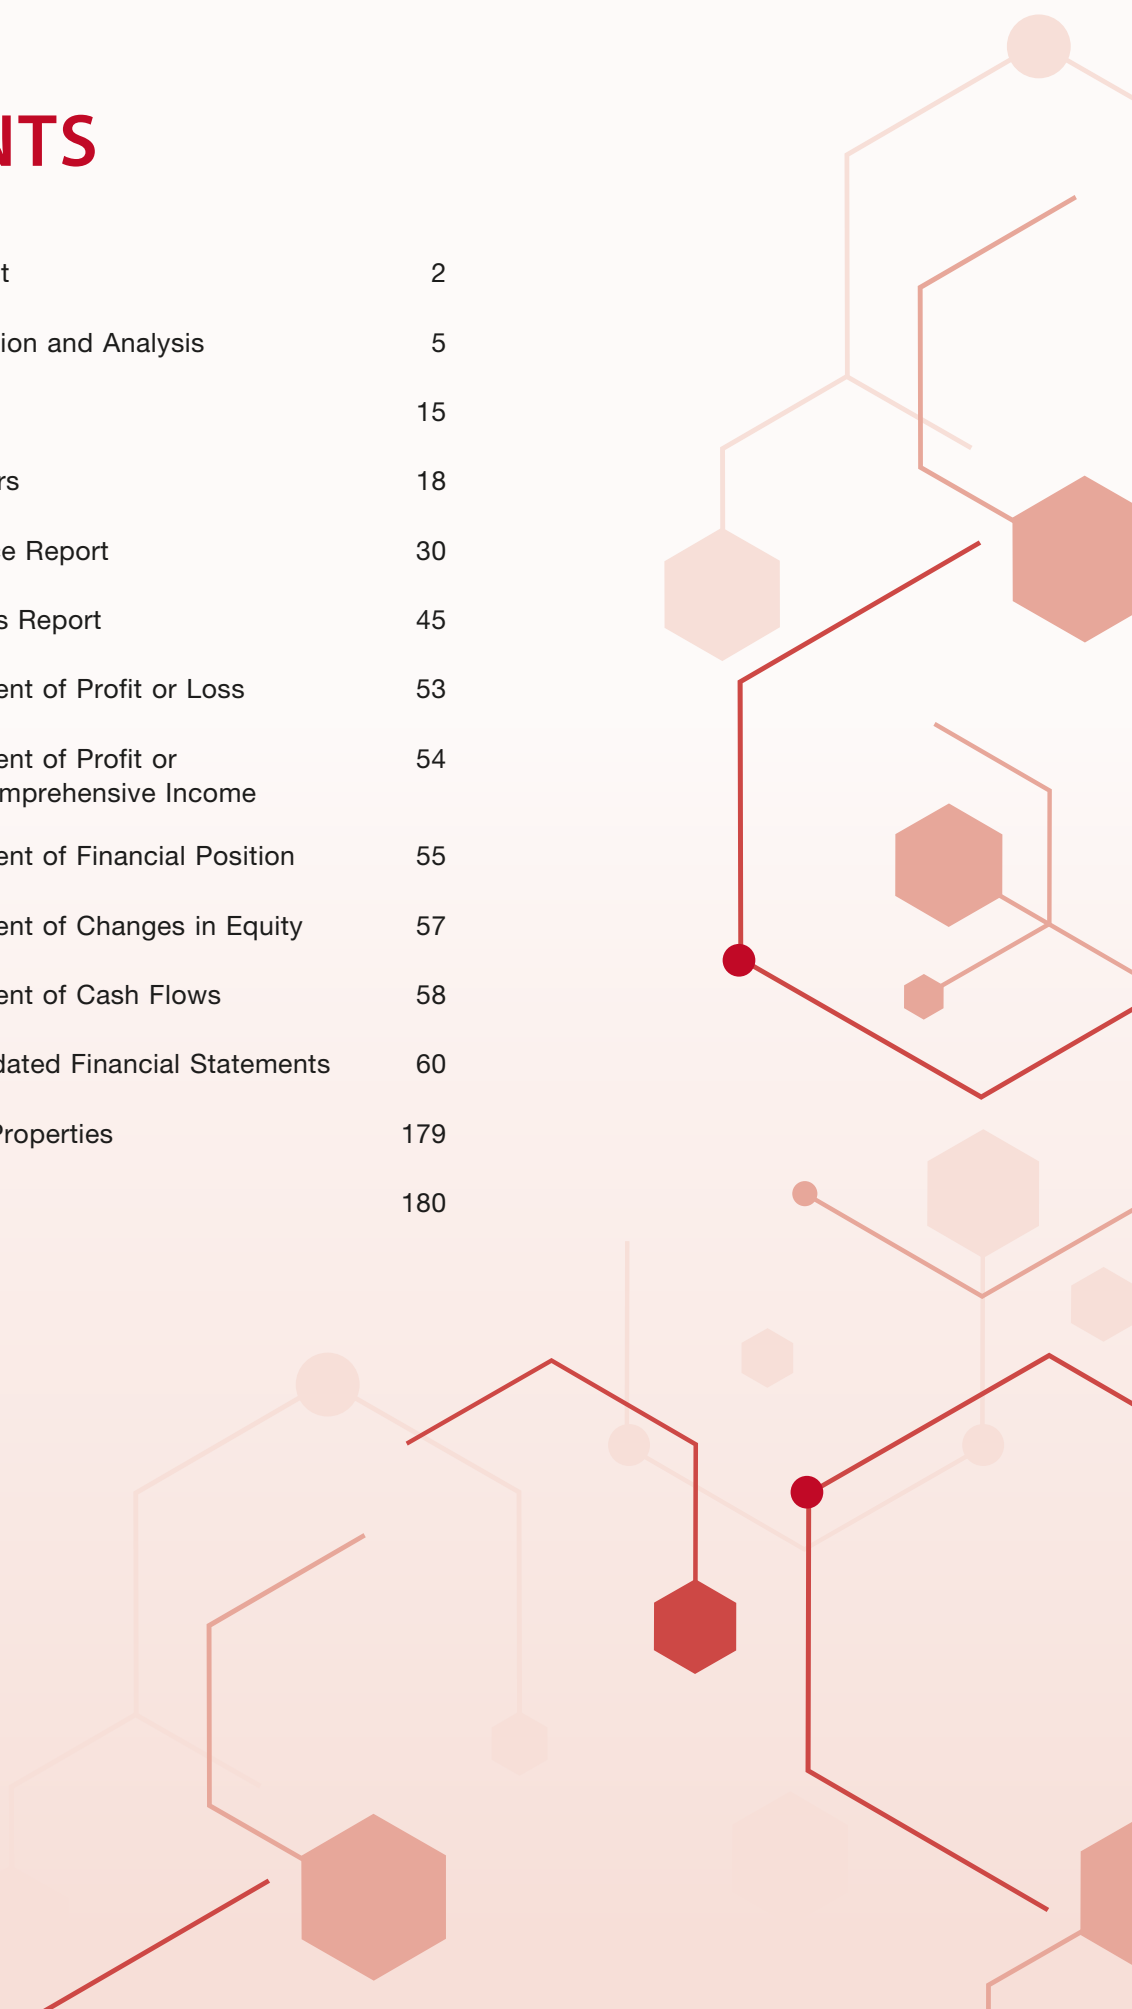 NTS
t 2
ion and Analysis 5
15
rs 18
e Report 30
s Report 45
ent of Profit or Loss 53
ent of Profit or 54
mprehensive Income
ent of Financial Position 55
ent of Changes in Equity 57
ent of Cash Flows 58
dated Financial Statements 60
Properties 179
180